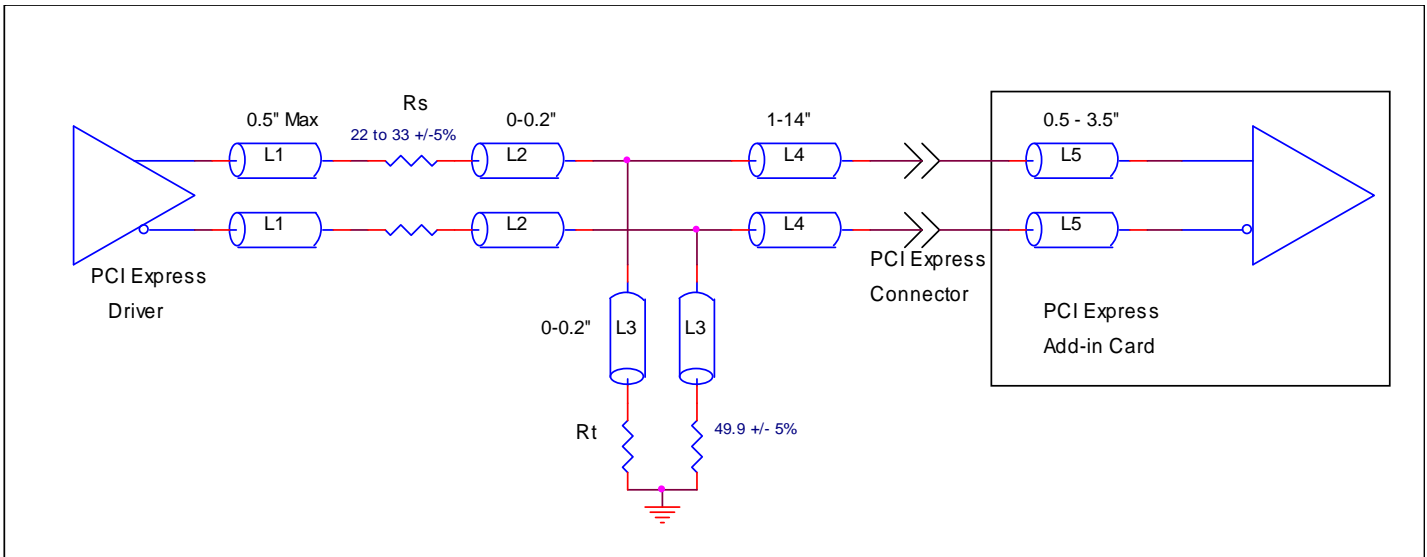 Rs
0.5" Max
22 to 33 +/-5%
0-0.2"
1-14"
0.5 - 3.5"
L1
L2
L4
L5
L1
L2
L4
L5
PCI Express
Driver
PCI Express
Connector
0-0.2"
L3
L3
PCI Express
Add-in Card
Rt
49.9 +/- 5%